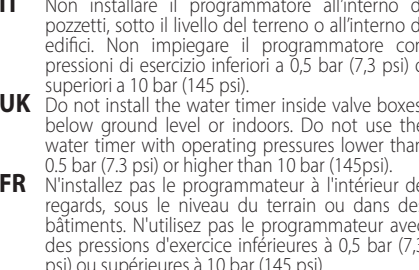 IT Non installare il programmatore all'interno d
pozzetti, sotto il livello del terreno o all'interno d
edifici. Non impiegare il programmatore con
pressioni di esercizio inferiori a 0,5 bar (7,3 psi) o
superiori a 10 bar (145 psi).
UK Do not install the water timer inside valve boxes,
below ground level or indoors. Do not use the
water timer with operating pressures lower than
0.5 bar (7.3 psi) or higher than 10 bar (145psi).
FR N'installez pas le programmateur à l'intérieur de
regards, sous le niveau du terrain ou dans des
bâtiments. N'utilisez pas le programmateur avec
des pressions d'exercice inférieures à 0,5 bar (7,3
psi) ou supérieures à 10 bar (145 psi)